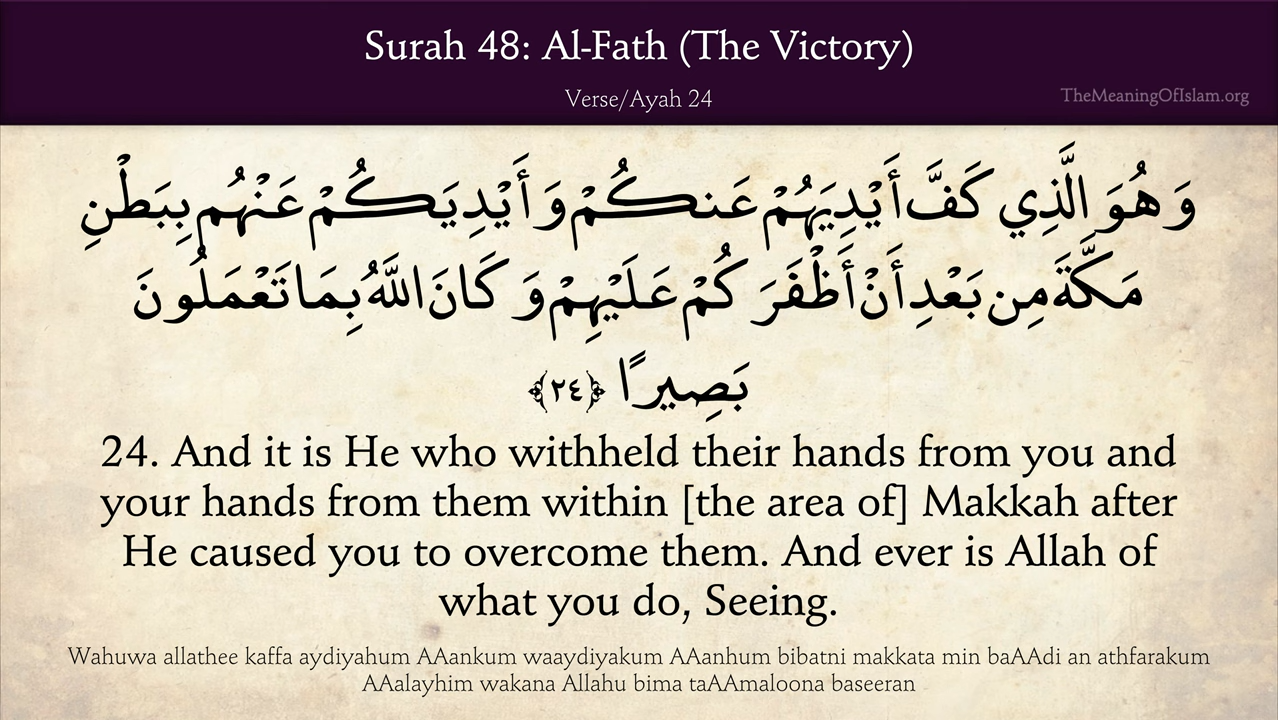 Surah 48: Al-Fath (The Victory)
Verse/Ayah 24
TheMeaningOfIslam.org
وَهُوَ الَّذِي كَفَّ أَيْدِيَهُمْ عَنكُمْ وَأَيْدِيَكُمْ عَنْهُم بِبَطْنِ
مَكَّةَ مِن بَعْدِ أَنْ أَظْفَرَكُمْ عَلَيْهِمْ وَكَانَ اللَّهُ بِمَا تَعْمَلُونَ
بَصِيرًا ﴿٢٤﴾
24. And it is He who withheld their hands from you and
your hands from them within [the area of] Makkah after
He caused you to overcome them. And ever is Allah of
what you do, Seeing.
Wahuwa allathee kaffa aydiyahum AAankum waaydiyakum AAanhum bibatni makkata min baAAdi an athfarakum
AAalayhim wakana Allahu bima taAAmaloona baseeran